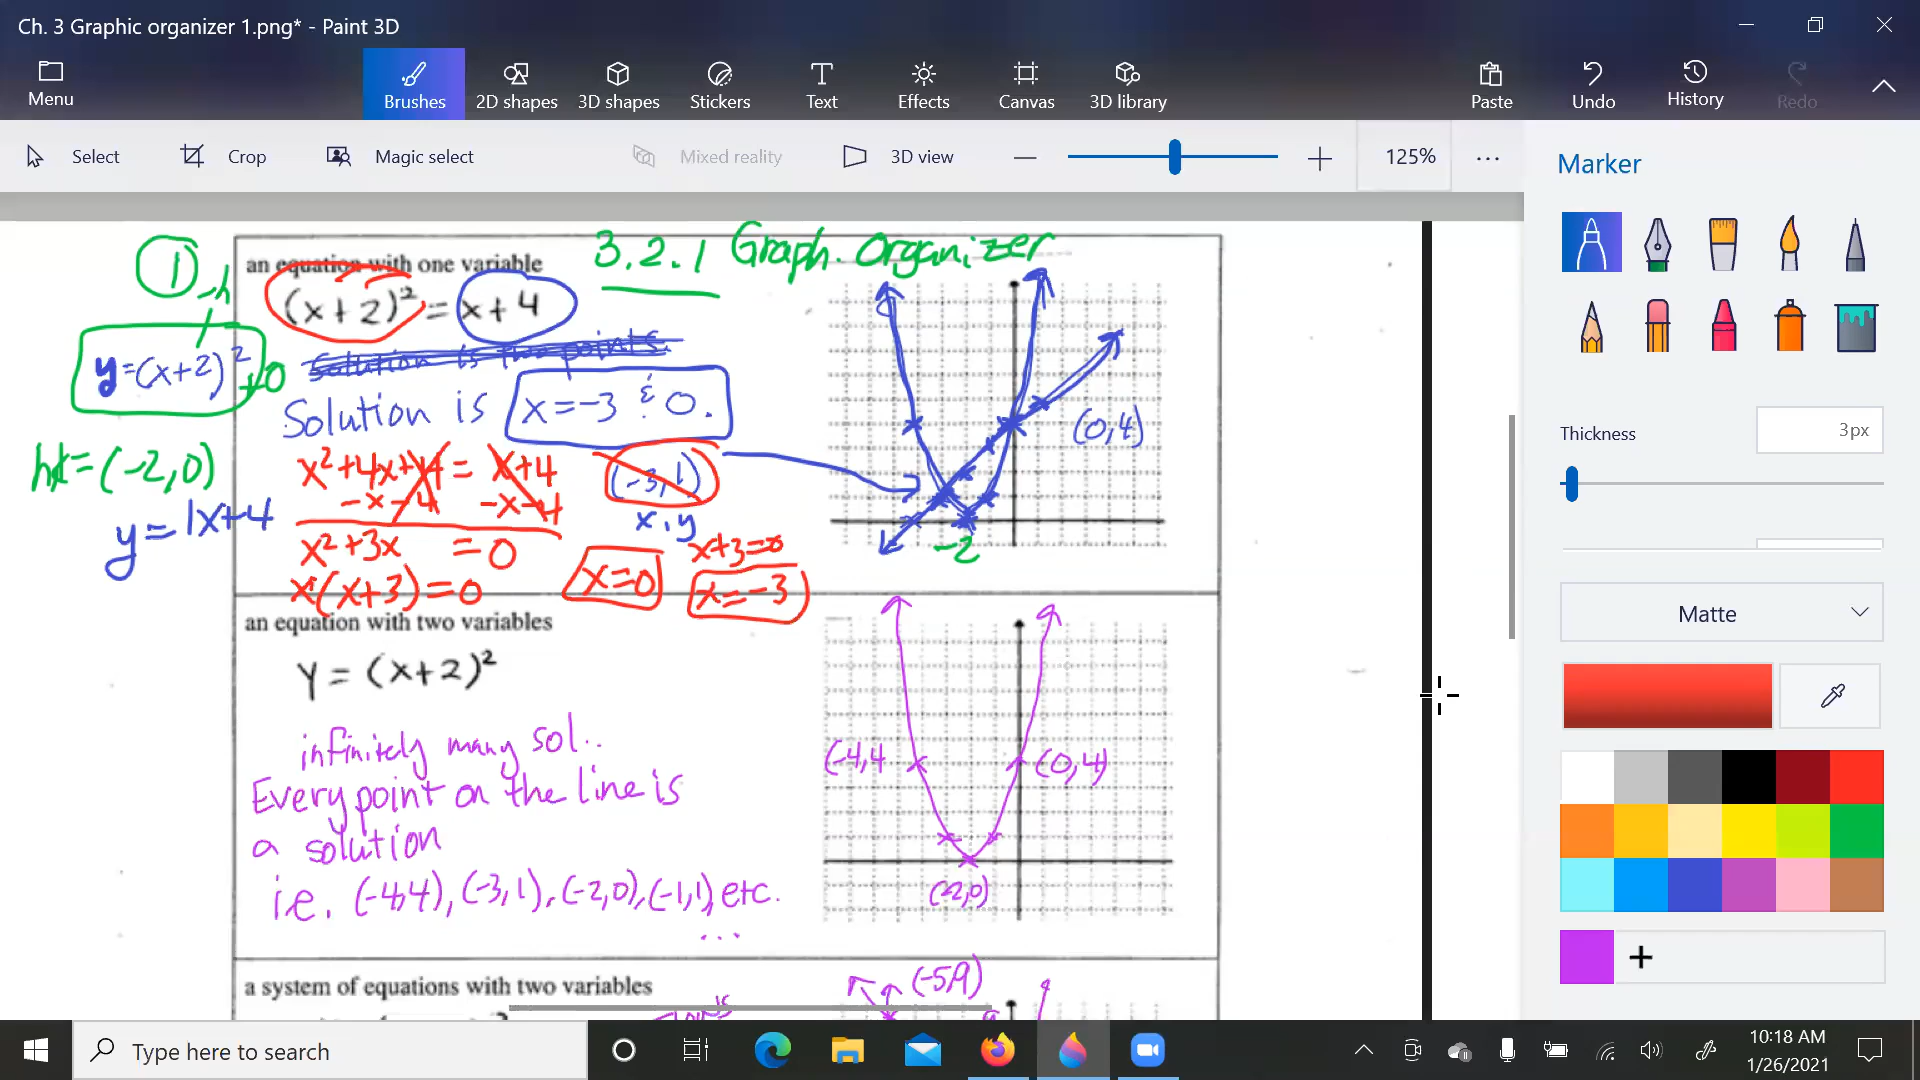 Ch. 3 Graphic organizer 1.png* - Paint 3D
Menu
Brushes
2D shapes
3D shapes
Stickers
Text
Effects
Canvas
3D library
Paste
Undo
History
Redo
Select
Crop
Magic select
Mixed reality
3D view
125%
Marker
Thickness
3px
Matte
3.2.1 Graph. Organizer
1
an equation with one variable
(x+2)² = x+4
-h
y=(x+2)²+0
Solution is two points.
Solution is x=-3 & 0.
(0,4)
hk=(-2,0)
y=1x+4
x²+4x+4 = x+4
-x-4 -x-4
(-3,1)
x,y
x²+3x =0
x(x+3)=0
x=0
x+3=0
x=-3
-2
an equation with two variables
y = (x+2)²
infinitely many sol..
Every point on the line is
a solution
i.e. (-4,4), (-3,1), (-2,0), (-1,1), etc.
...
(-4,4
(0,4)
(-2,0)
a system of equations with two variables
(-5,9)
Type here to search
10:18 AM
1/26/2021